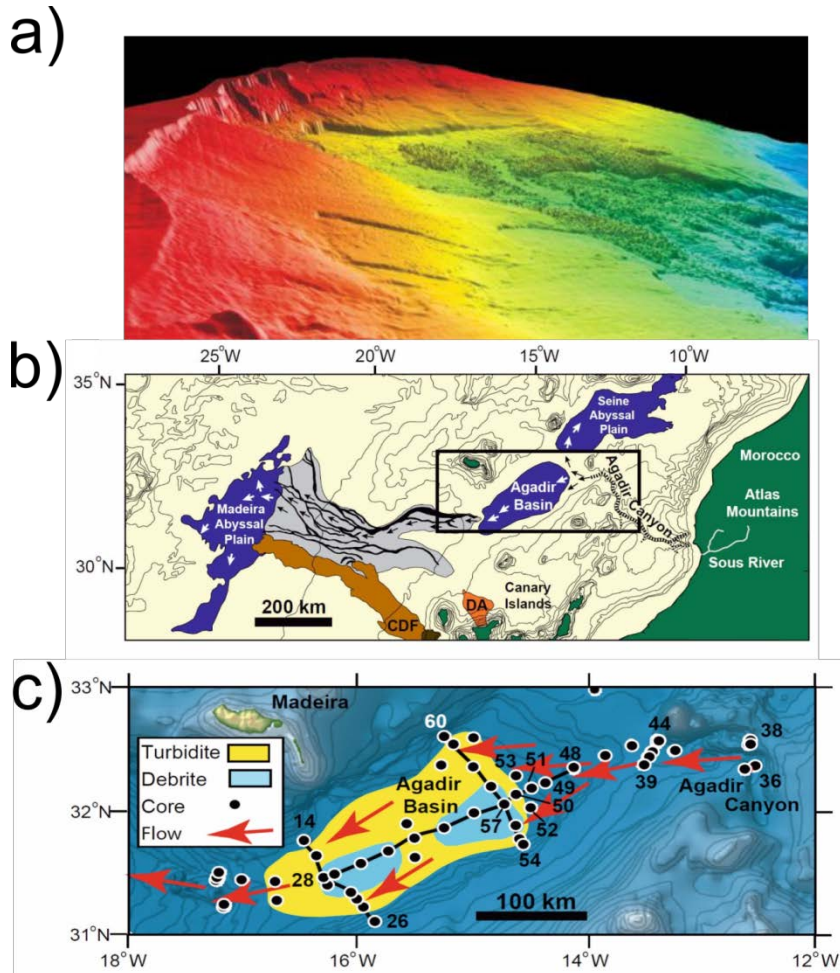 a)
b)
25°W
20°W
15°W
10°W
35°N
30°N
Seine
Abyssal
Plain
Morocco
Agadir Canyon
Agadir
Basin
Atlas
Mountains
Madeira
Abyssal
Plain
Sous River
Canary
Islands
DA
CDF
200 km
c)
33°N
32°N
31°N
Madeira
Turbidite
Debrite
Core
Flow
60
44
38
53
51
48
Agadir
Basin
39
49
36
Agadir
Canyon
50
14
57
52
54
28
26
100 km
18°W
16°W
14°W
12°W